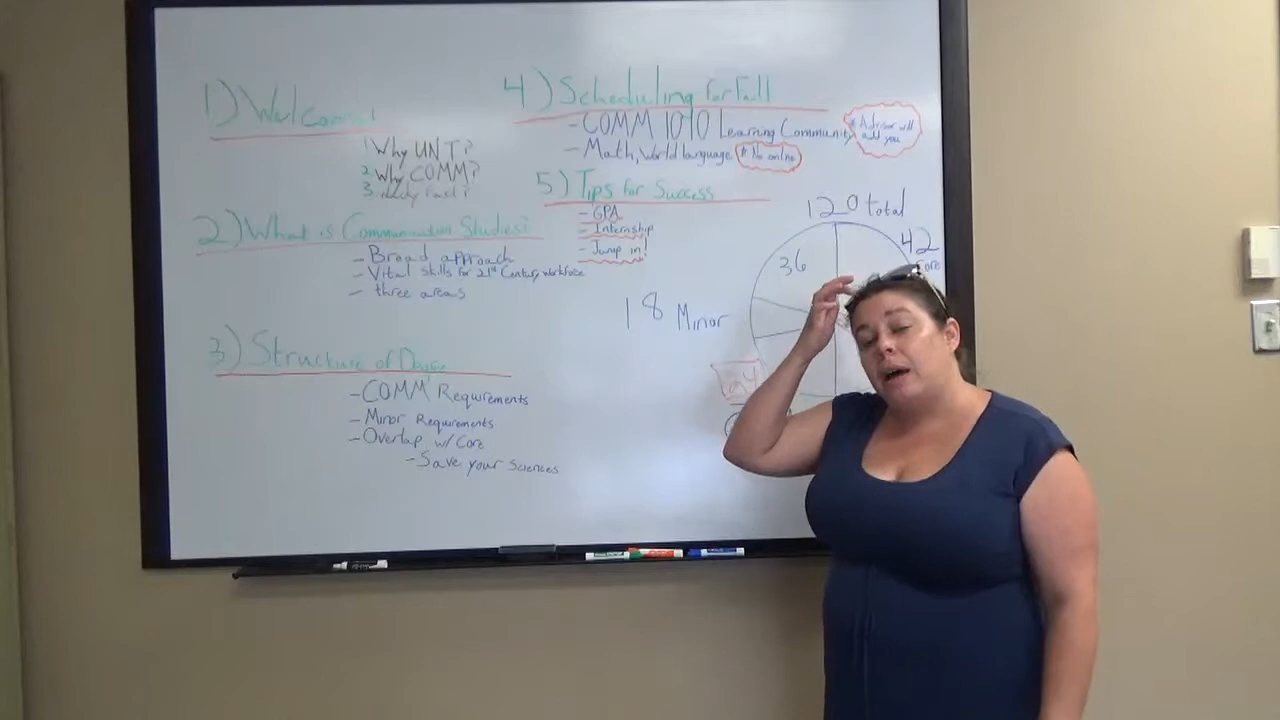 1) Welcome!
1. Why UNT?
2. Why COMM?
3.
2) What is Communication Studies?
- Broad approach
- Vital skills for 21st Century workforce
- three areas
3) Structure of Degree
- COMM Requirements
- Minor Requirements
- Overlap w/ Core
- Save your Sciences
4) Scheduling for Fall
- COMM 1010 Learning Community
* Advisor will add you
- Math, World language
* No online
5) Tips for Success
- GPA
- Internship
- Jump in!
120 total
42
Core
36
18 Minor